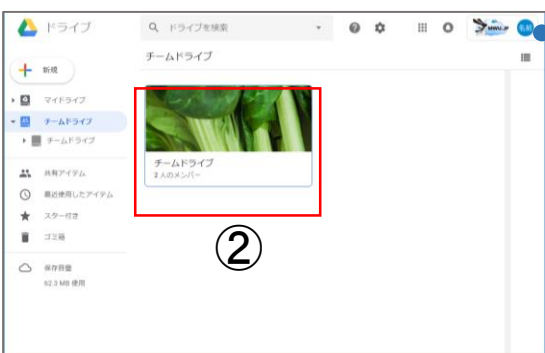 ドライブ
ドライブを検索
MWU.JP
名前
チームドライブ
新規
マイドライブ
チームドライブ
チームドライブ
チームドライブ
2 人のメンバー
共有アイテム
最近使用したアイテム
スター付き
ゴミ箱
保存容量
62.3 MB 使用
②